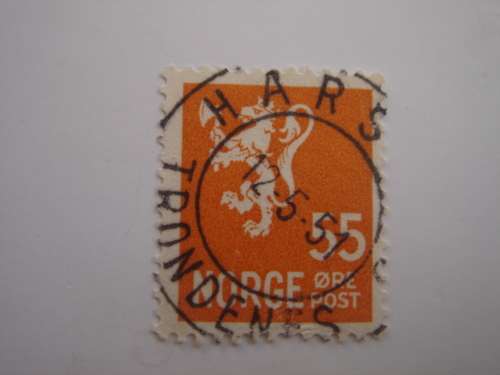 HARS
TRONDENES
12-5-51
55
NORGE ØRE
POST